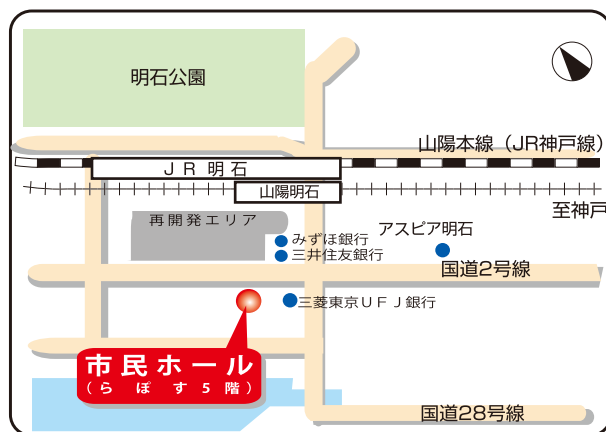 明石公園
山陽本線（JR神戸線）
ＪＲ 明 石
山陽明石
至神戸
再開発エリア
アスピア明石
みずほ銀行
三井住友銀行
国道2号線
三菱東京ＵＦＪ銀行
市民ホール
（らぽす５階）
国道28号線